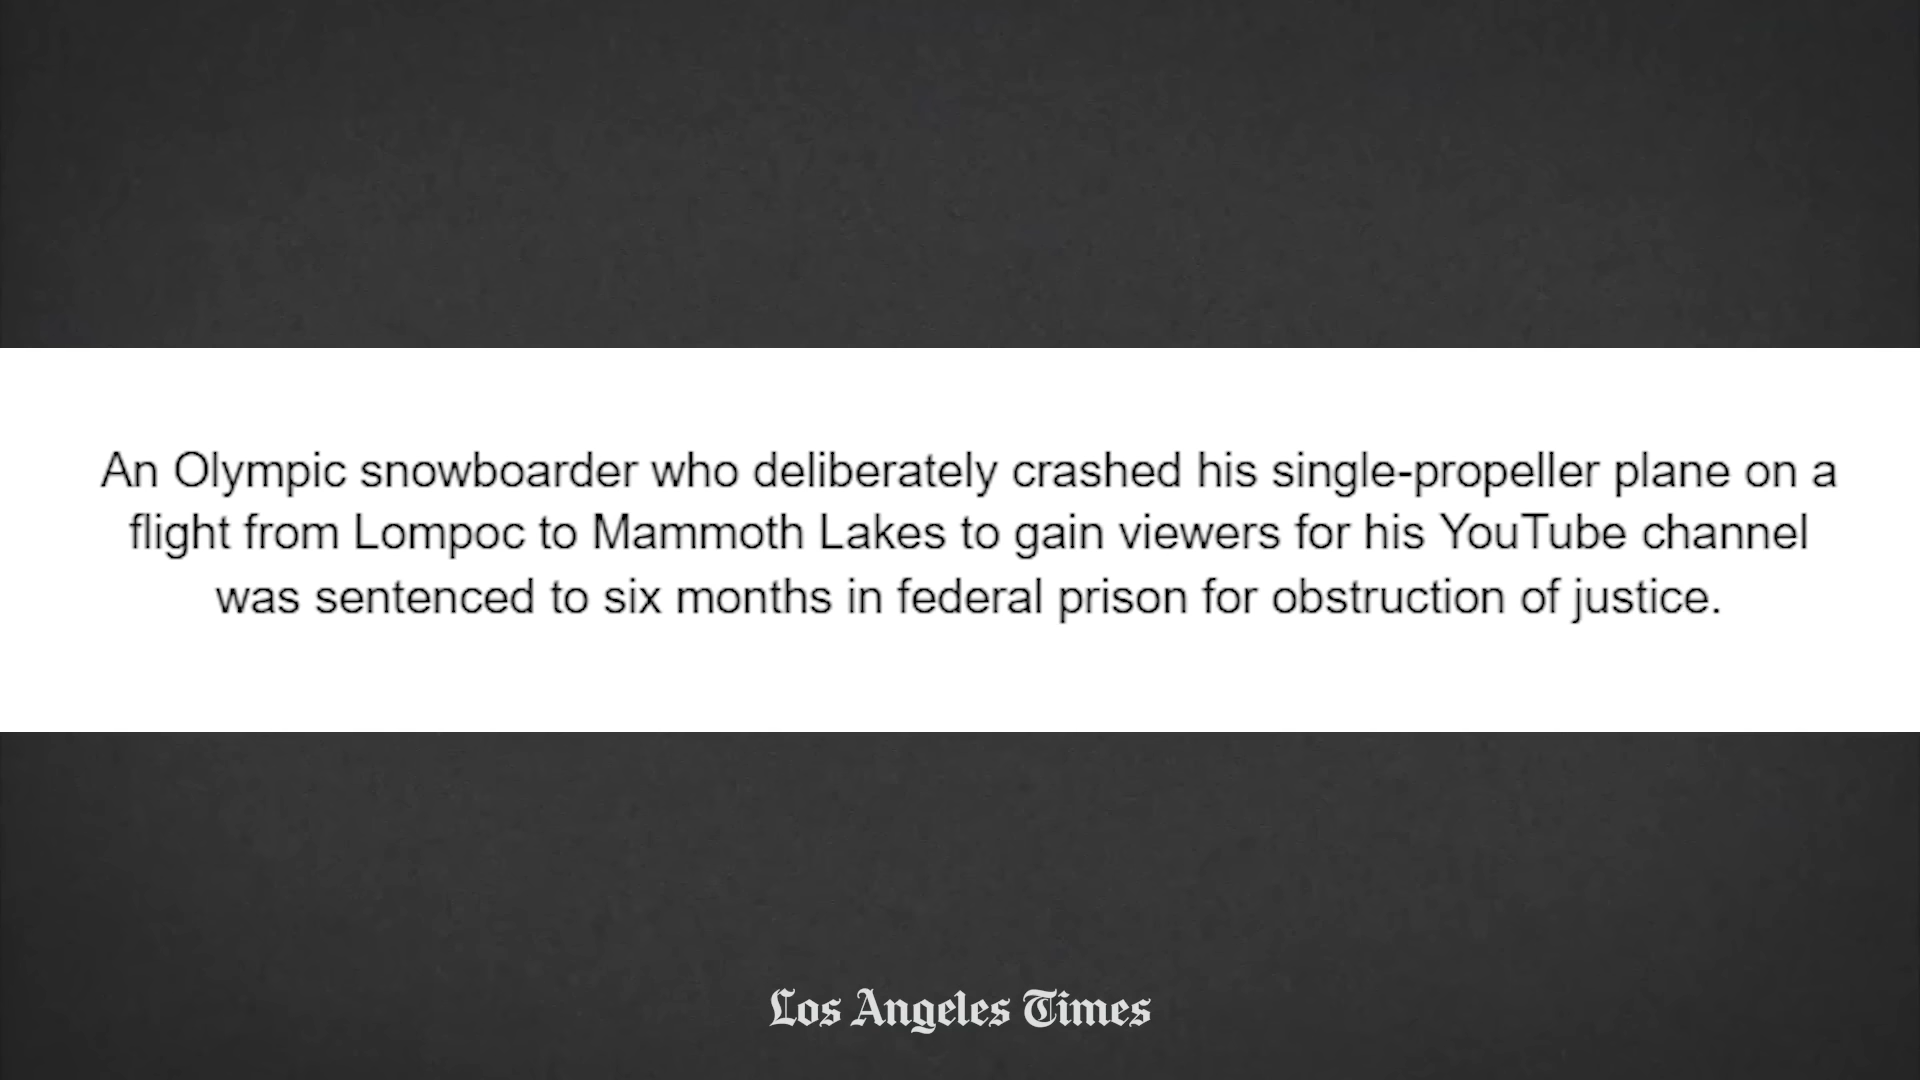 An Olympic snowboarder who deliberately crashed his single-propeller plane on a
flight from Lompoc to Mammoth Lakes to gain viewers for his YouTube channel
was sentenced to six months in federal prison for obstruction of justice.
Los Angeles Times